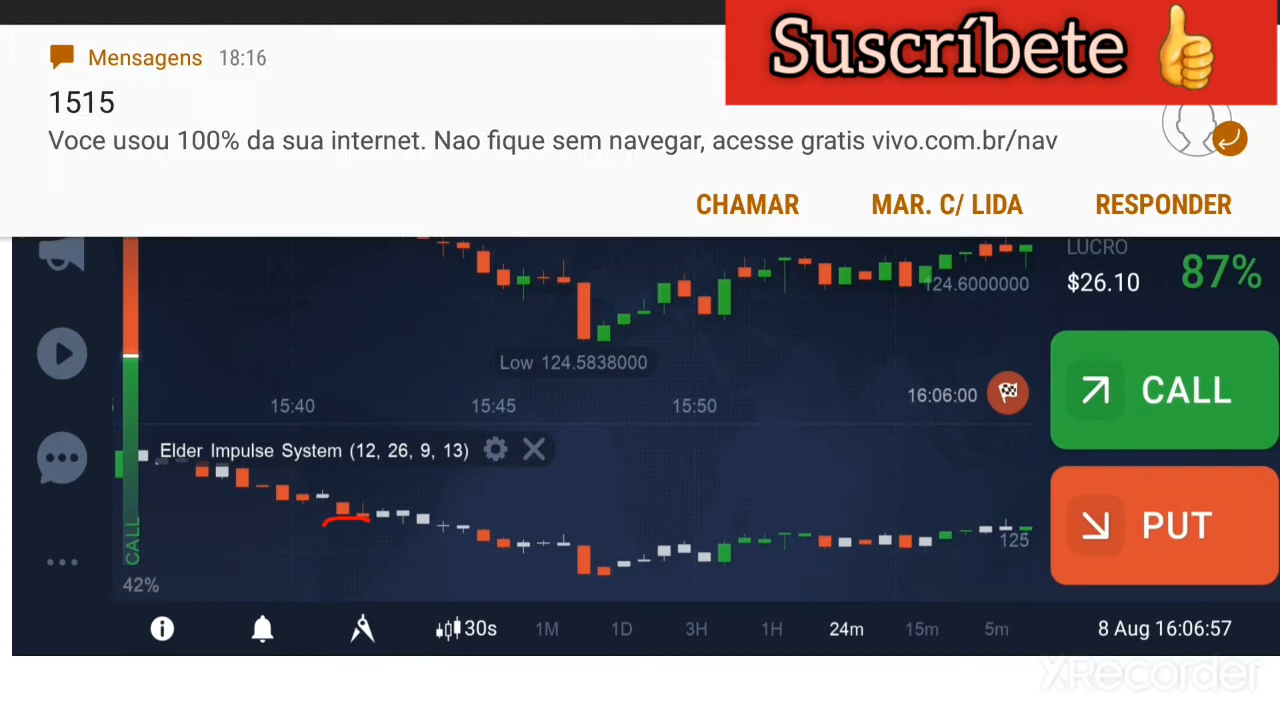 Suscríbete
Mensagens 18:16
1515
Voce usou 100% da sua internet. Nao fique sem navegar, acesse gratis vivo.com.br/nav
CHAMAR MAR. C/ LIDA RESPONDER
LUCRO
$26.10 87%
124.6000000
Low 124.5838000
CALL
15:40 15:45 15:50 16:06:00
Elder Impulse System (12, 26, 9, 13)
PUT
125
CALL
42%
30s 1M 1D 3H 1H 24m 15m 5m 8 Aug 16:06:57
XRecorder